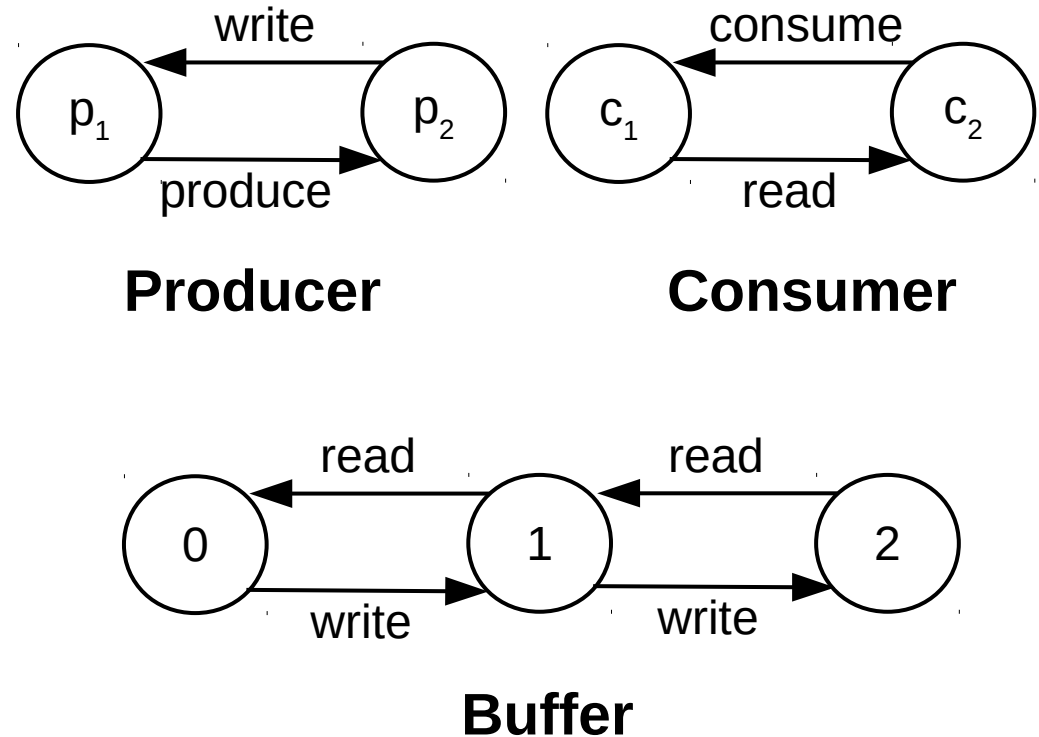 write
p1
p2
produce
Producer
consume
c1
c2
read
Consumer
read
read
0
1
2
write
write
Buffer